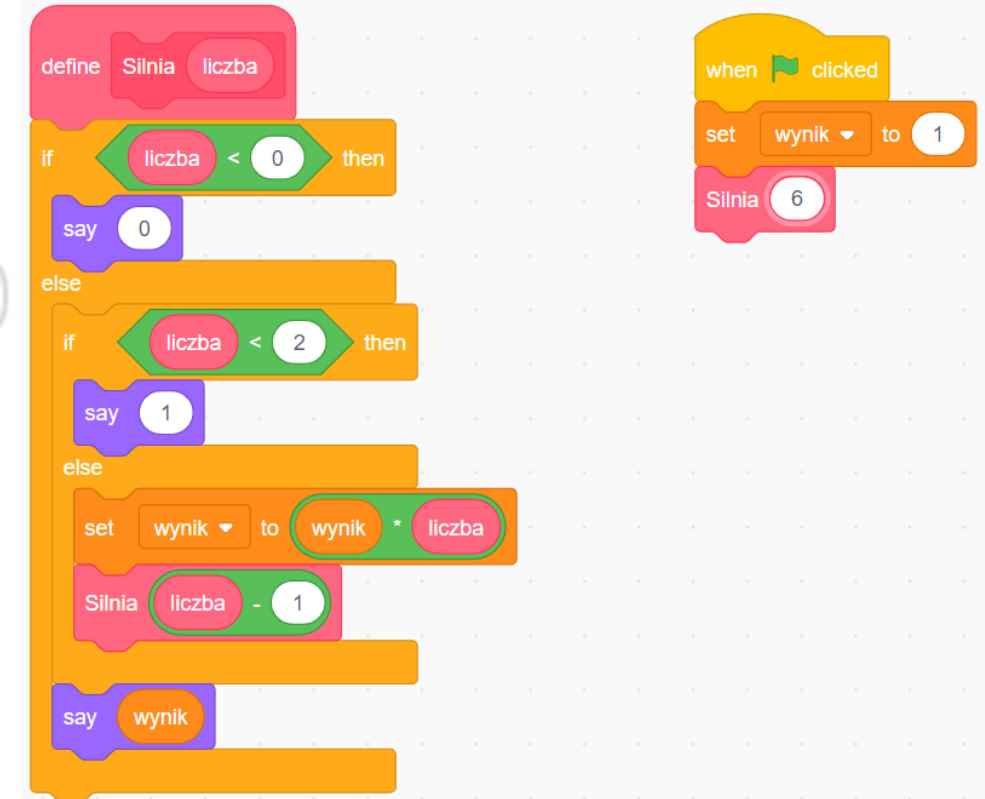 define Silnia liczba
if liczba < 0 then
say 0
else
if liczba < 2 then
say 1
else
set wynik to wynik * liczba
Silnia liczba - 1
say wynik
when clicked
set wynik to 1
Silnia 6